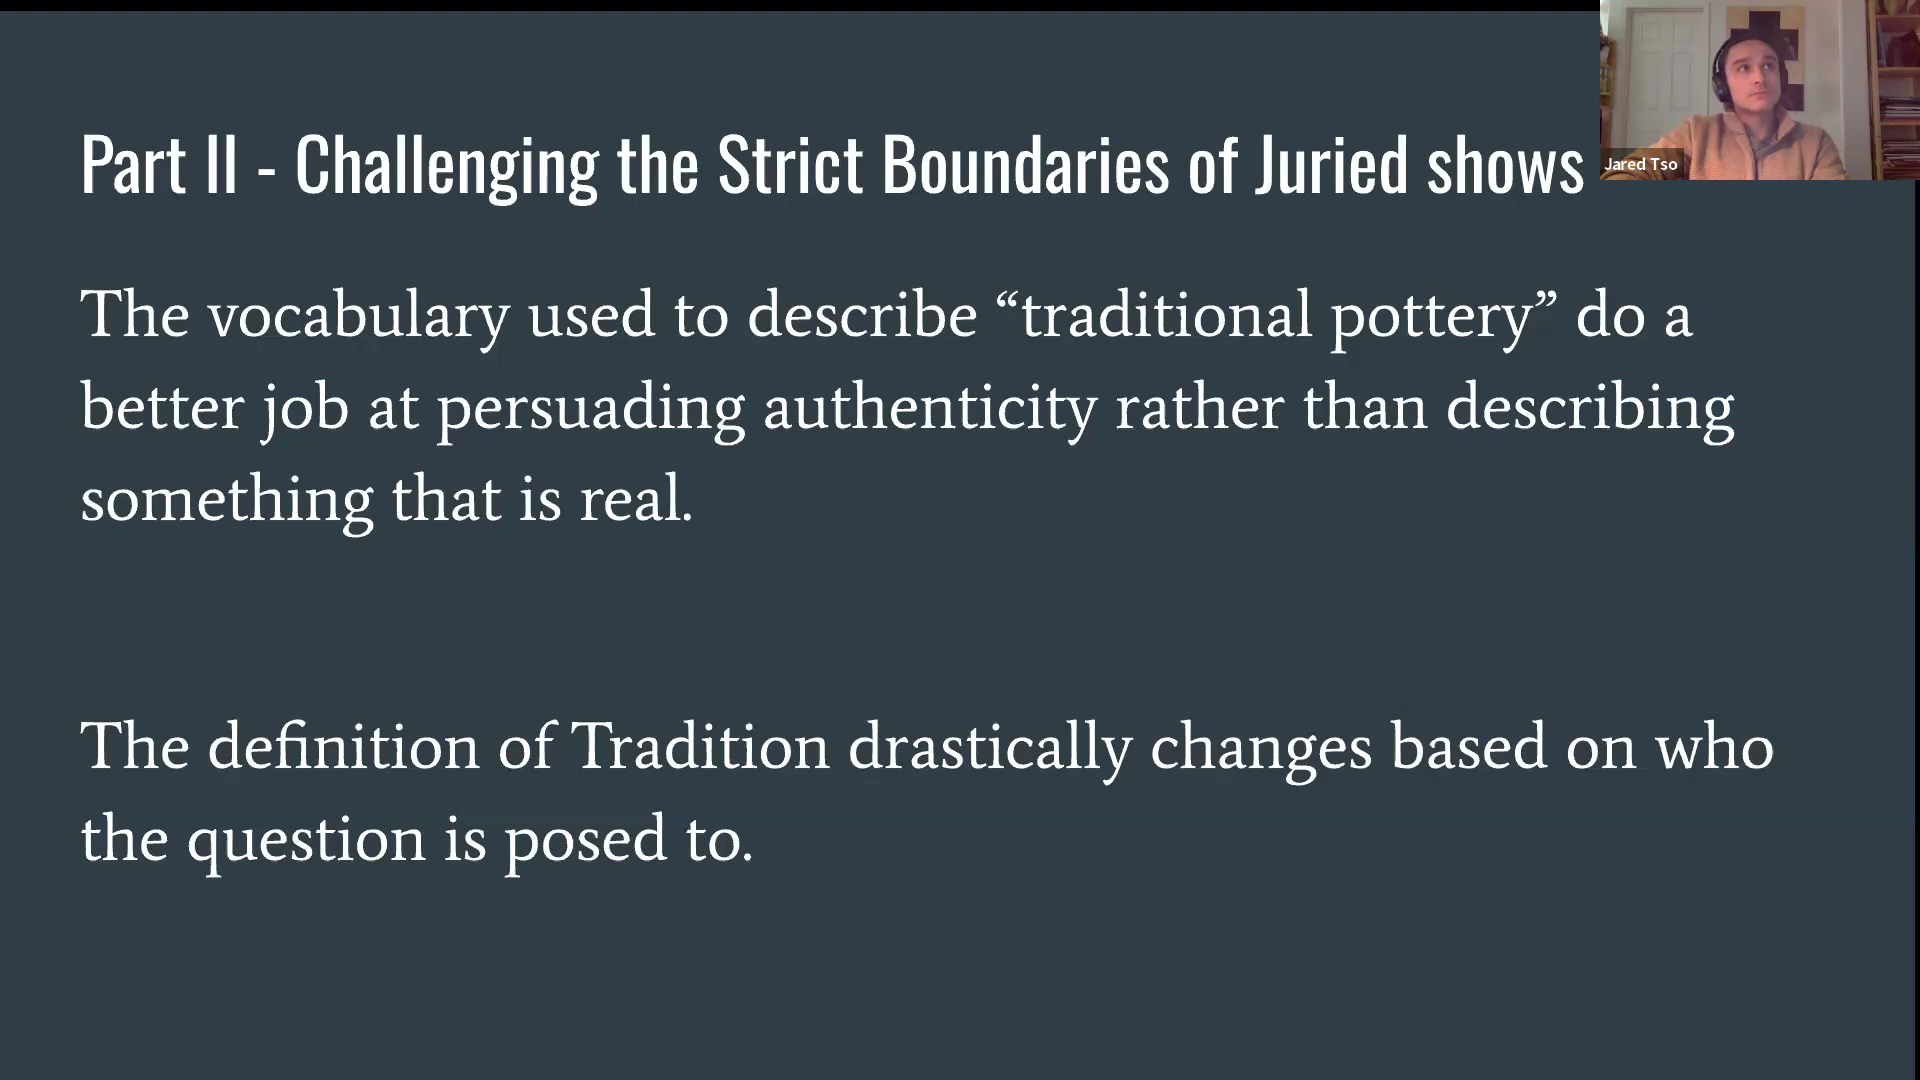 Part II - Challenging the Strict Boundaries of Juried shows
Jared Tso
The vocabulary used to describe “traditional pottery” do a
better job at persuading authenticity rather than describing
something that is real.
The definition of Tradition drastically changes based on who
the question is posed to.